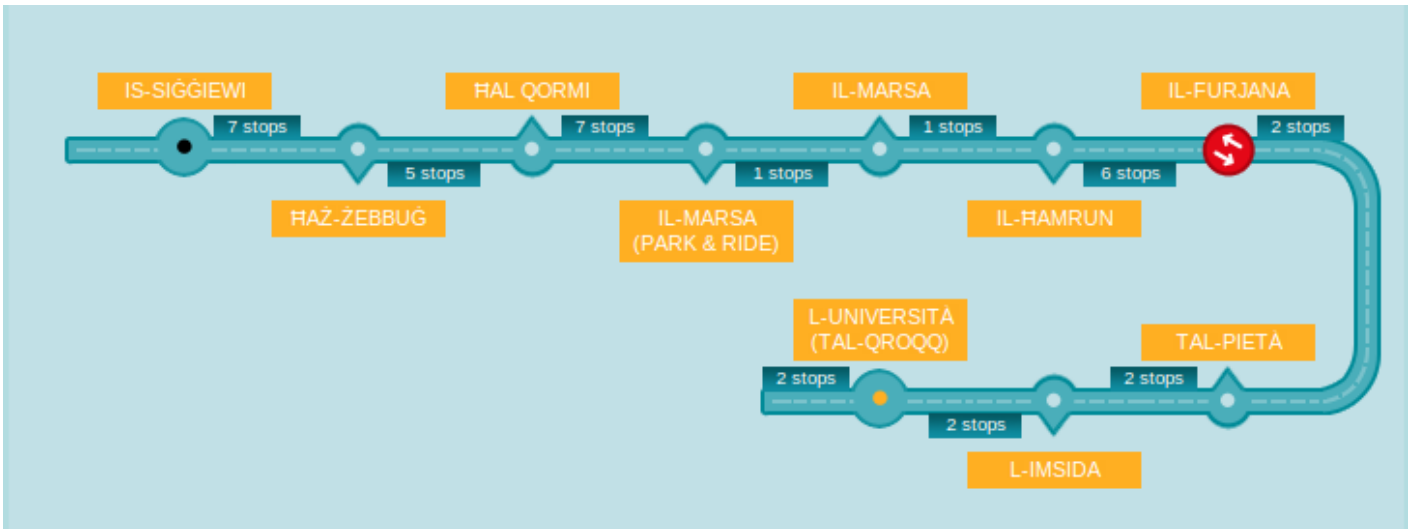 IS-SIĠĠIEWI
ĦAL QORMI
IL-MARSA
IL-FURJANA
7 stops
7 stops
1 stops
2 stops
5 stops
1 stops
6 stops
ĦAŻ-ŻEBBUĠ
IL-MARSA
(PARK & RIDE)
IL-ĦAMRUN
L-UNIVERSITÀ
(TAL-QROQQ)
TAL-PIETÀ
2 stops
2 stops
2 stops
L-IMSIDA